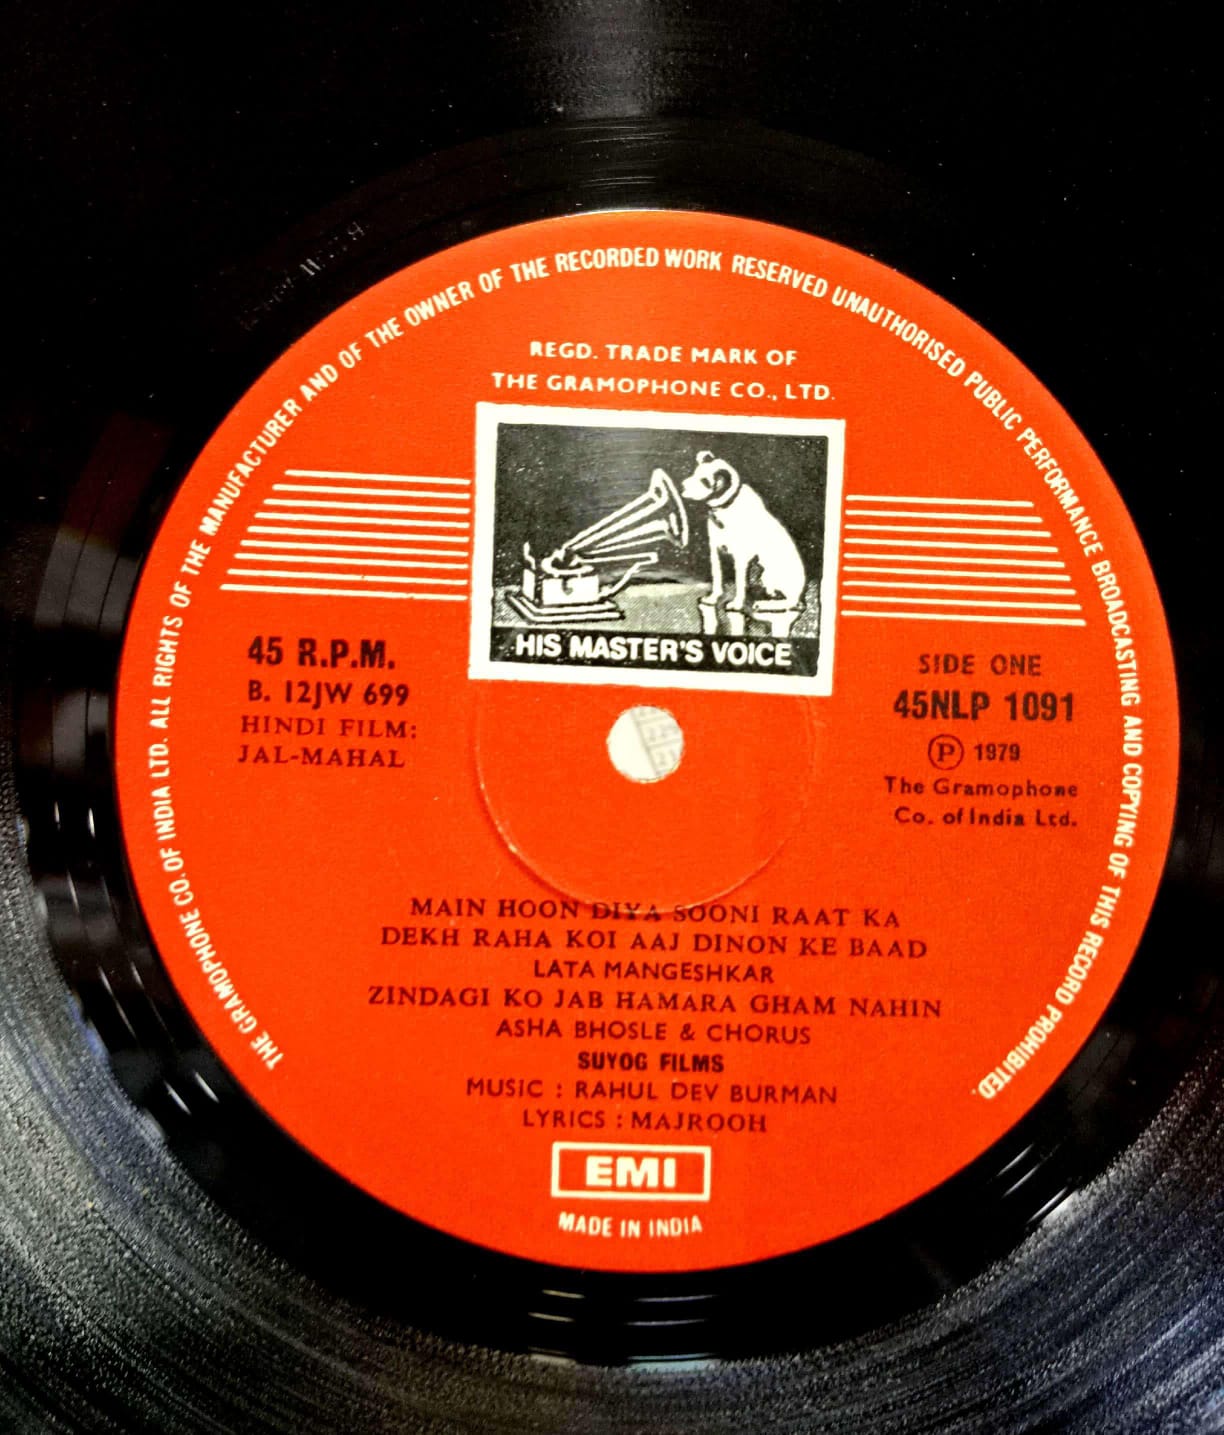 THE GRAMOPHONE CO. OF INDIA LTD. ALL RIGHTS OF THE MANUFACTURER AND OF THE OWNER OF THE RECORDED WORK RESERVED UNAUTHORISED PUBLIC PERFORMANCE BROADCASTING AND COPYING OF THIS RECORD PROHIBITED.
REGD. TRADE MARK OF
THE GRAMOPHONE CO., LTD.
HIS MASTER'S VOICE
45 R.P.M.
B. 12JW 699
HINDI FILM:
JAL-MAHAL
SIDE ONE
45NLP 1091
Ⓟ 1979
The Gramophone
Co. of India Ltd.
MAIN HOON DIYA SOONI RAAT KA
DEKH RAHA KOI AAJ DINON KE BAAD
LATA MANGESHKAR
ZINDAGI KO JAB HAMARA GHAM NAHIN
ASHA BHOSLE & CHORUS
SUYOG FILMS
MUSIC : RAHUL DEV BURMAN
LYRICS : MAJROOH
EMI
MADE IN INDIA